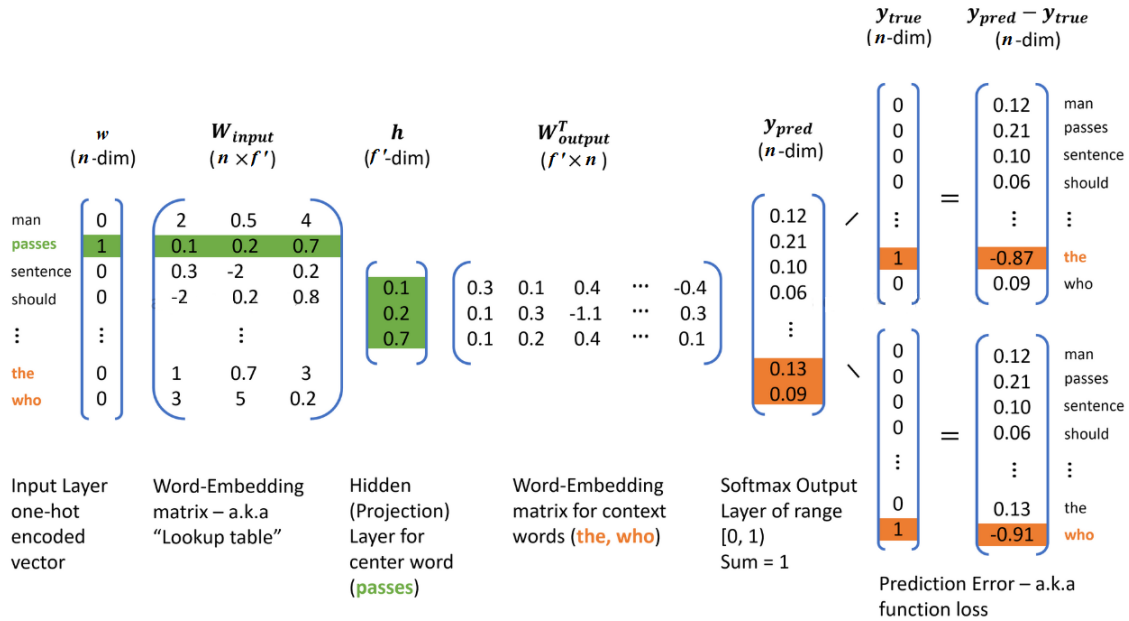 w
(n-dim)
W_input
(n × f')
h
(f'-dim)
W^T_output
(f' × n)
y_pred
(n-dim)
y_true
(n-dim)
y_pred − y_true
(n-dim)
man 0 2 0.5 4
passes 1 0.1 0.2 0.7
sentence 0 0.3 -2 0.2
should 0 -2 0.2 0.8
⋮ ⋮ ⋮
the 0 1 0.7 3
who 0 3 5 0.2
0.1
0.2
0.7
0.3 0.1 0.4 ⋯ -0.4
0.1 0.3 -1.1 ⋯ 0.3
0.1 0.2 0.4 ⋯ 0.1
0.12
0.21
0.10
0.06
⋮
0.13
0.09
0 0.12 man
0 0.21 passes
0 0.10 sentence
0 = 0.06 should
⋮ ⋮ ⋮
1 -0.87 the
0 0.09 who
0 0.12 man
0 0.21 passes
0 0.10 sentence
0 = 0.06 should
⋮ ⋮ ⋮
0 0.13 the
1 -0.91 who
Input Layer
one-hot
encoded
vector
Word-Embedding
matrix – a.k.a
“Lookup table”
Hidden
(Projection)
Layer for
center word
(passes)
Word-Embedding
matrix for context
words (the, who)
Softmax Output
Layer of range
[0, 1)
Sum = 1
Prediction Error – a.k.a
function loss